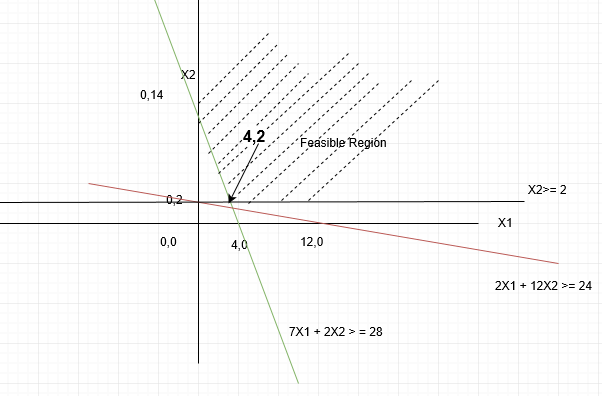 X2
0,14
4,2
Feasible Region
X2>= 2
0,2
X1
0,0
4,0
12,0
2X1 + 12X2 >= 24
7X1 + 2X2 > = 28